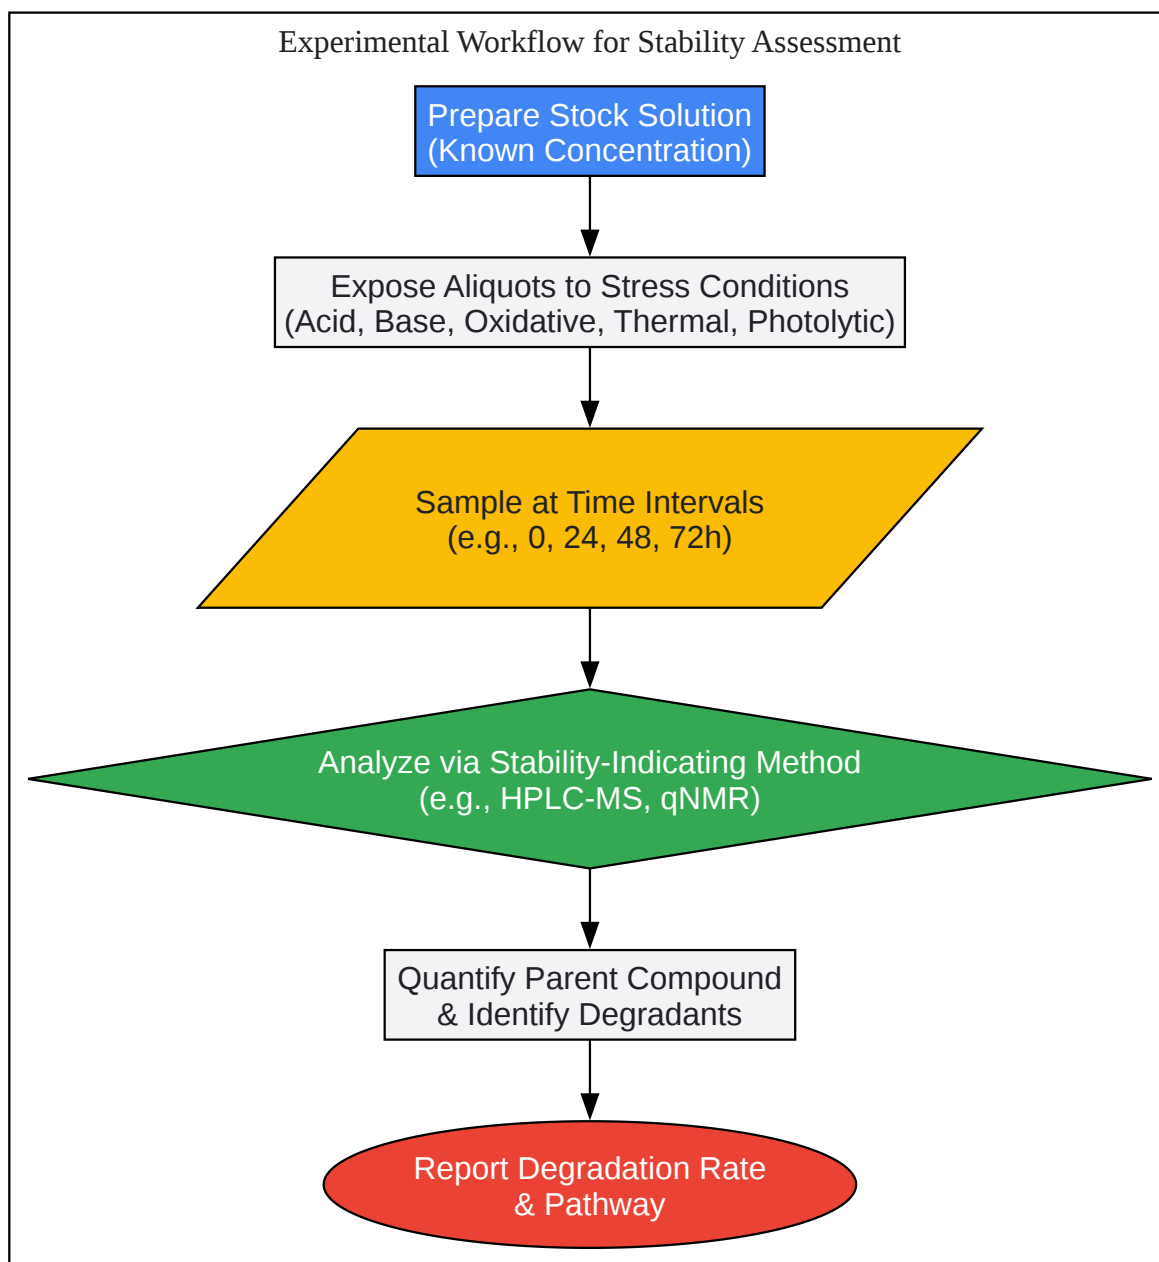 Experimental Workflow for Stability Assessment
Prepare Stock Solution
(Known Concentration)
Expose Aliquots to Stress Conditions
(Acid, Base, Oxidative, Thermal, Photolytic)
Sample at Time Intervals
(e.g., 0, 24, 48, 72h)
Analyze via Stability-Indicating Method
(e.g., HPLC-MS, qNMR)
Quantify Parent Compound
& Identify Degradants
Report Degradation Rate
& Pathway